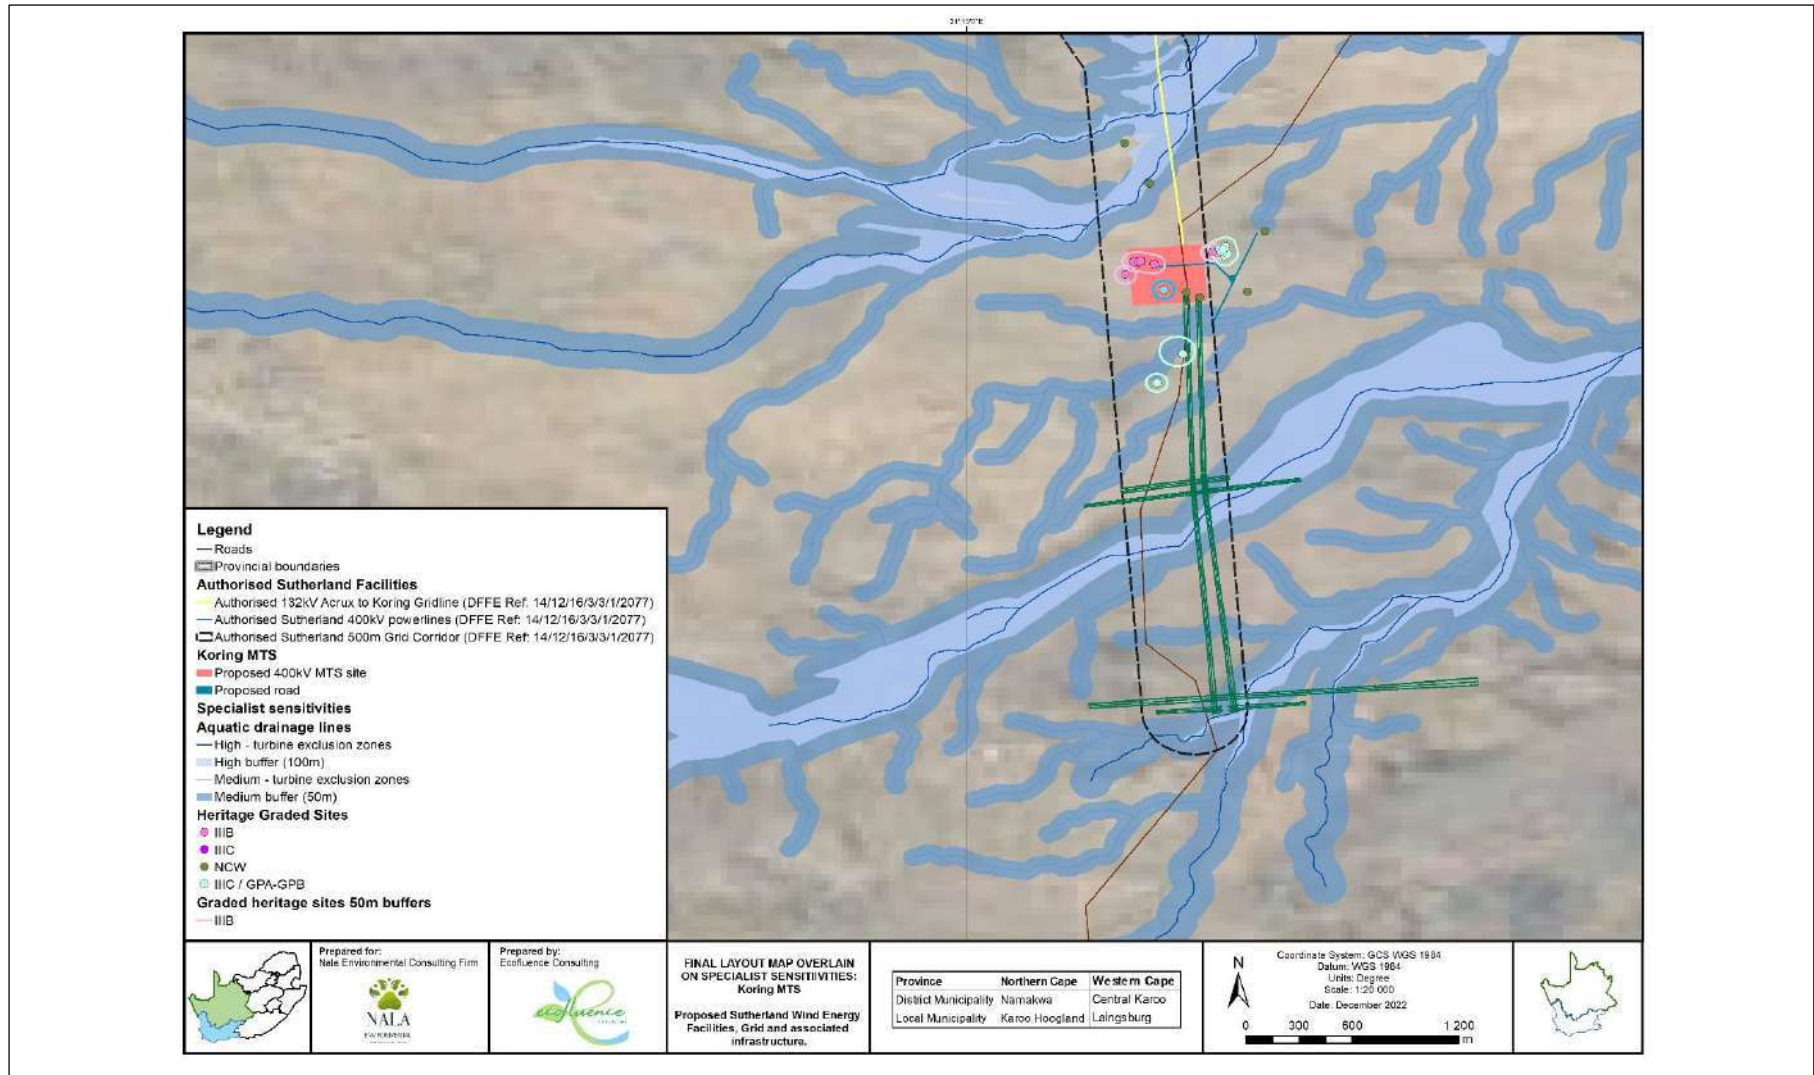 Legend
Roads
Provincial boundaries
Authorised Sutherland Facilities
Authorised 132kV Acrux to Koring Gridline (DFFE Ref: 14/12/16/3/3/1/2077)
Authorised Sutherland 400kV powerlines (DFFE Ref: 14/12/16/3/3/1/2077)
Authorised Sutherland 500m Grid Corridor (DFFE Ref: 14/12/16/3/3/1/2077)
Koring MTS
Proposed 400kV MTS site
Proposed road
Specialist sensitivities
Aquatic drainage lines
High - turbine exclusion zones
High buffer (100m)
Medium - turbine exclusion zones
Medium buffer (50m)
Heritage Graded Sites
IIIB
IIIC
NCW
IIIC / GPA-GPB
Graded heritage sites 50m buffers
IIIB
Prepared for:
Nala Environmental Consulting Firm
NALA
ENVIRONMENTAL
Prepared by:
Ecofluence Consulting
ecofluence
FINAL LAYOUT MAP OVERLAIN
ON SPECIALIST SENSITIVITIES:
Koring MTS
Proposed Sutherland Wind Energy
Facilities, Grid and associated
infrastructure.
Province Northern Cape Western Cape
District Municipality Namakwa Central Karoo
Local Municipality Karoo Hoogland Laingsburg
N
Coordinate System: GCS WGS 1984
Datum: WGS 1984
Units: Degree
Scale: 1:20 000
Date: December 2022
0 300 600 1 200
m